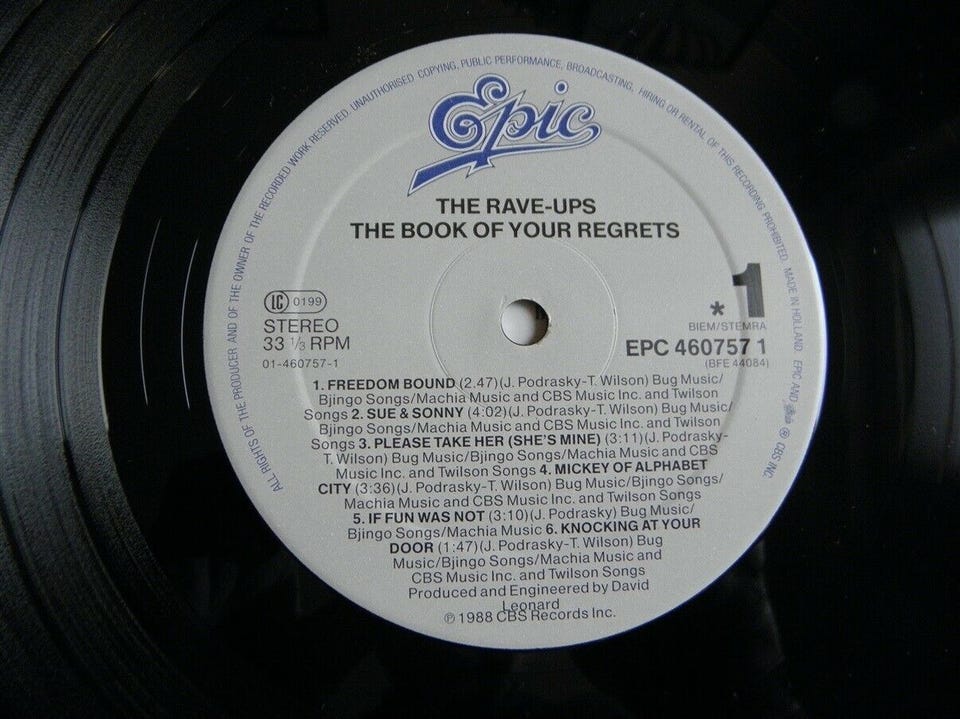 ALL RIGHTS OF THE PRODUCER AND OF THE OWNER OF THE RECORDED WORK RESERVED. UNAUTHORISED COPYING, PUBLIC PERFORMANCE, BROADCASTING, HIRING OR RENTAL OF THIS RECORDING PROHIBITED. MADE IN HOLLAND EPIC AND Epic ℗ CBS INC.
Epic
THE RAVE-UPS
THE BOOK OF YOUR REGRETS
LC 0199
STEREO
33 1/3 RPM
01-460757-1
* 1
BIEM/STEMRA
EPC 460757 1
(BFE 44084)
1. FREEDOM BOUND (2.47)(J. Podrasky-T. Wilson) Bug Music/
Bjingo Songs/Machia Music and CBS Music Inc. and Twilson
Songs 2. SUE & SONNY (4:02)(J. Podrasky-T. Wilson) Bug Music/
Bjingo Songs/Machia Music and CBS Music Inc. and Twilson
Songs 3. PLEASE TAKE HER (SHE'S MINE) (3:11)(J. Podrasky-
T. Wilson) Bug Music/Bjingo Songs/Machia Music and CBS
Music Inc. and Twilson Songs 4. MICKEY OF ALPHABET
CITY (3:36)(J. Podrasky-T. Wilson) Bug Music/Bjingo Songs/
Machia Music and CBS Music Inc. and Twilson Songs
5. IF FUN WAS NOT (3:10)(J. Podrasky) Bug Music/
Bjingo Songs/Machia Music 6. KNOCKING AT YOUR
DOOR (1:47)(J. Podrasky-T. Wilson) Bug
Music/Bjingo Songs/Machia Music and
CBS Music Inc. and Twilson Songs
Produced and Engineered by David
Leonard
℗ 1988 CBS Records Inc.